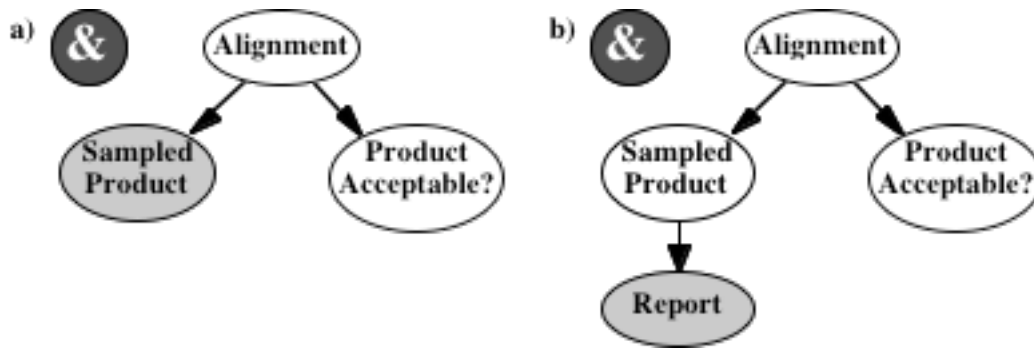 a)
&
Alignment
Sampled
Product
Product
Acceptable?
b)
&
Alignment
Sampled
Product
Product
Acceptable?
Report